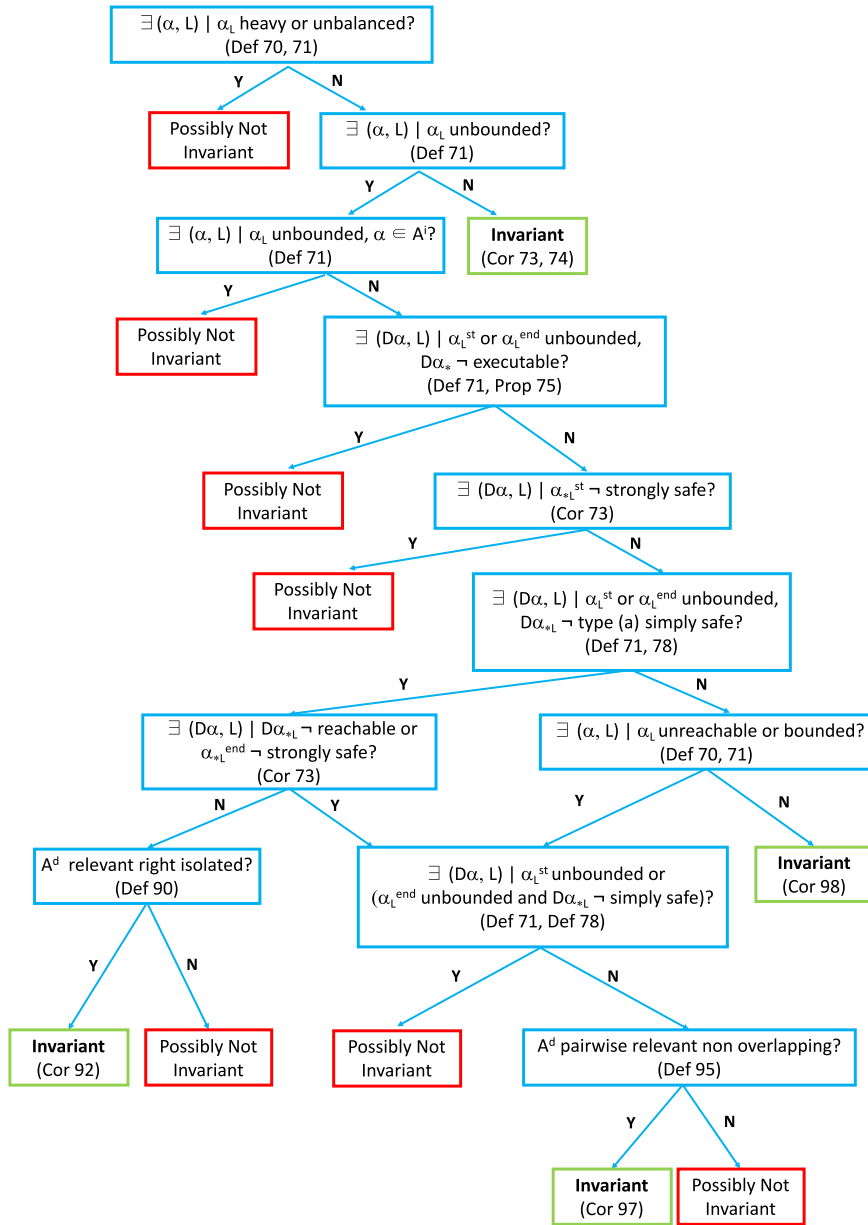 ∃ (α, L) | α_L heavy or unbalanced?
(Def 70, 71)
Y
N
Possibly Not
Invariant
∃ (α, L) | α_L unbounded?
(Def 71)
Y
N
∃ (α, L) | α_L unbounded, α ∈ Aⁱ?
(Def 71)
Invariant
(Cor 73, 74)
Y
N
Possibly Not
Invariant
∃ (Dα, L) | α_L^st or α_L^end unbounded,
Dα_* ¬ executable?
(Def 71, Prop 75)
Y
N
Possibly Not
Invariant
∃ (Dα, L) | α_*L^st ¬ strongly safe?
(Cor 73)
Y
N
Possibly Not
Invariant
∃ (Dα, L) | α_L^st or α_L^end unbounded,
Dα_*L ¬ type (a) simply safe?
(Def 71, 78)
Y
N
∃ (Dα, L) | Dα_*L ¬ reachable or
α_*L^end ¬ strongly safe?
(Cor 73)
∃ (α, L) | α_L unreachable or bounded?
(Def 70, 71)
N
Y
Y
N
A^d relevant right isolated?
(Def 90)
∃ (Dα, L) | α_L^st unbounded or
(α_L^end unbounded and Dα_*L ¬ simply safe)?
(Def 71, Def 78)
Invariant
(Cor 98)
Y
N
Y
N
Invariant
(Cor 92)
Possibly Not
Invariant
Possibly Not
Invariant
A^d pairwise relevant non overlapping?
(Def 95)
Y
N
Invariant
(Cor 97)
Possibly Not
Invariant